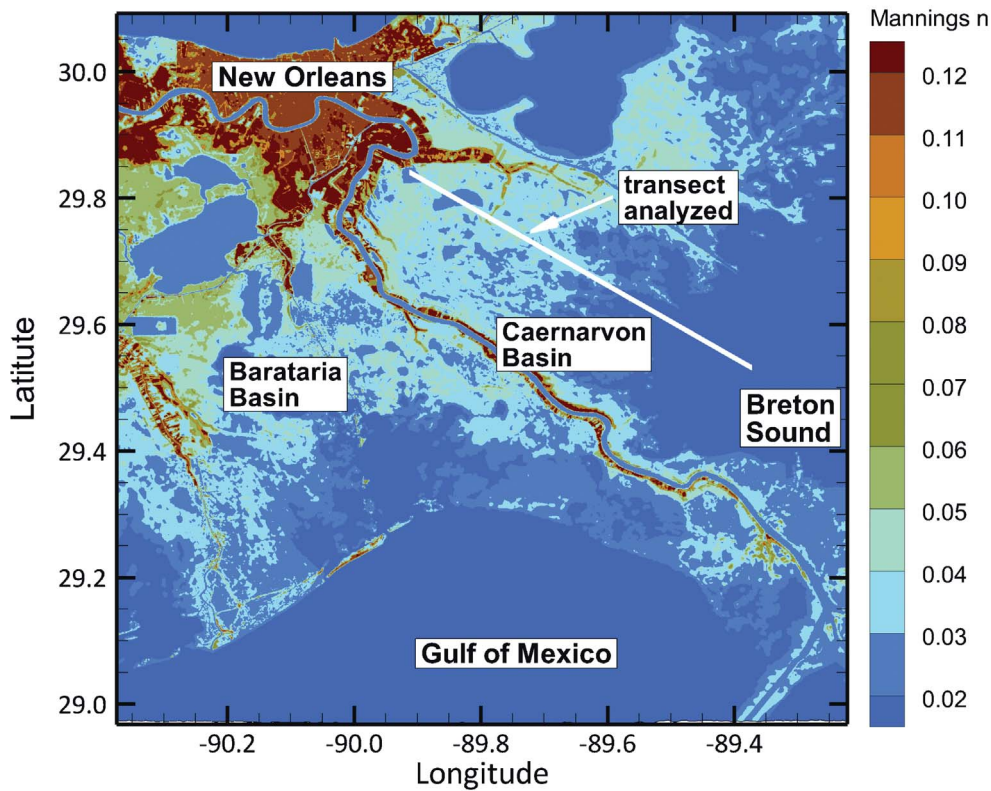 Mannings n
30.0
29.8
29.6
29.4
29.2
29.0
Latitute
New Orleans
transect
analyzed
Caernarvon
Basin
Barataria
Basin
Breton
Sound
Gulf of Mexico
0.12
0.11
0.10
0.09
0.08
0.07
0.06
0.05
0.04
0.03
0.02
-90.2
-90.0
-89.8
-89.6
-89.4
Longitude